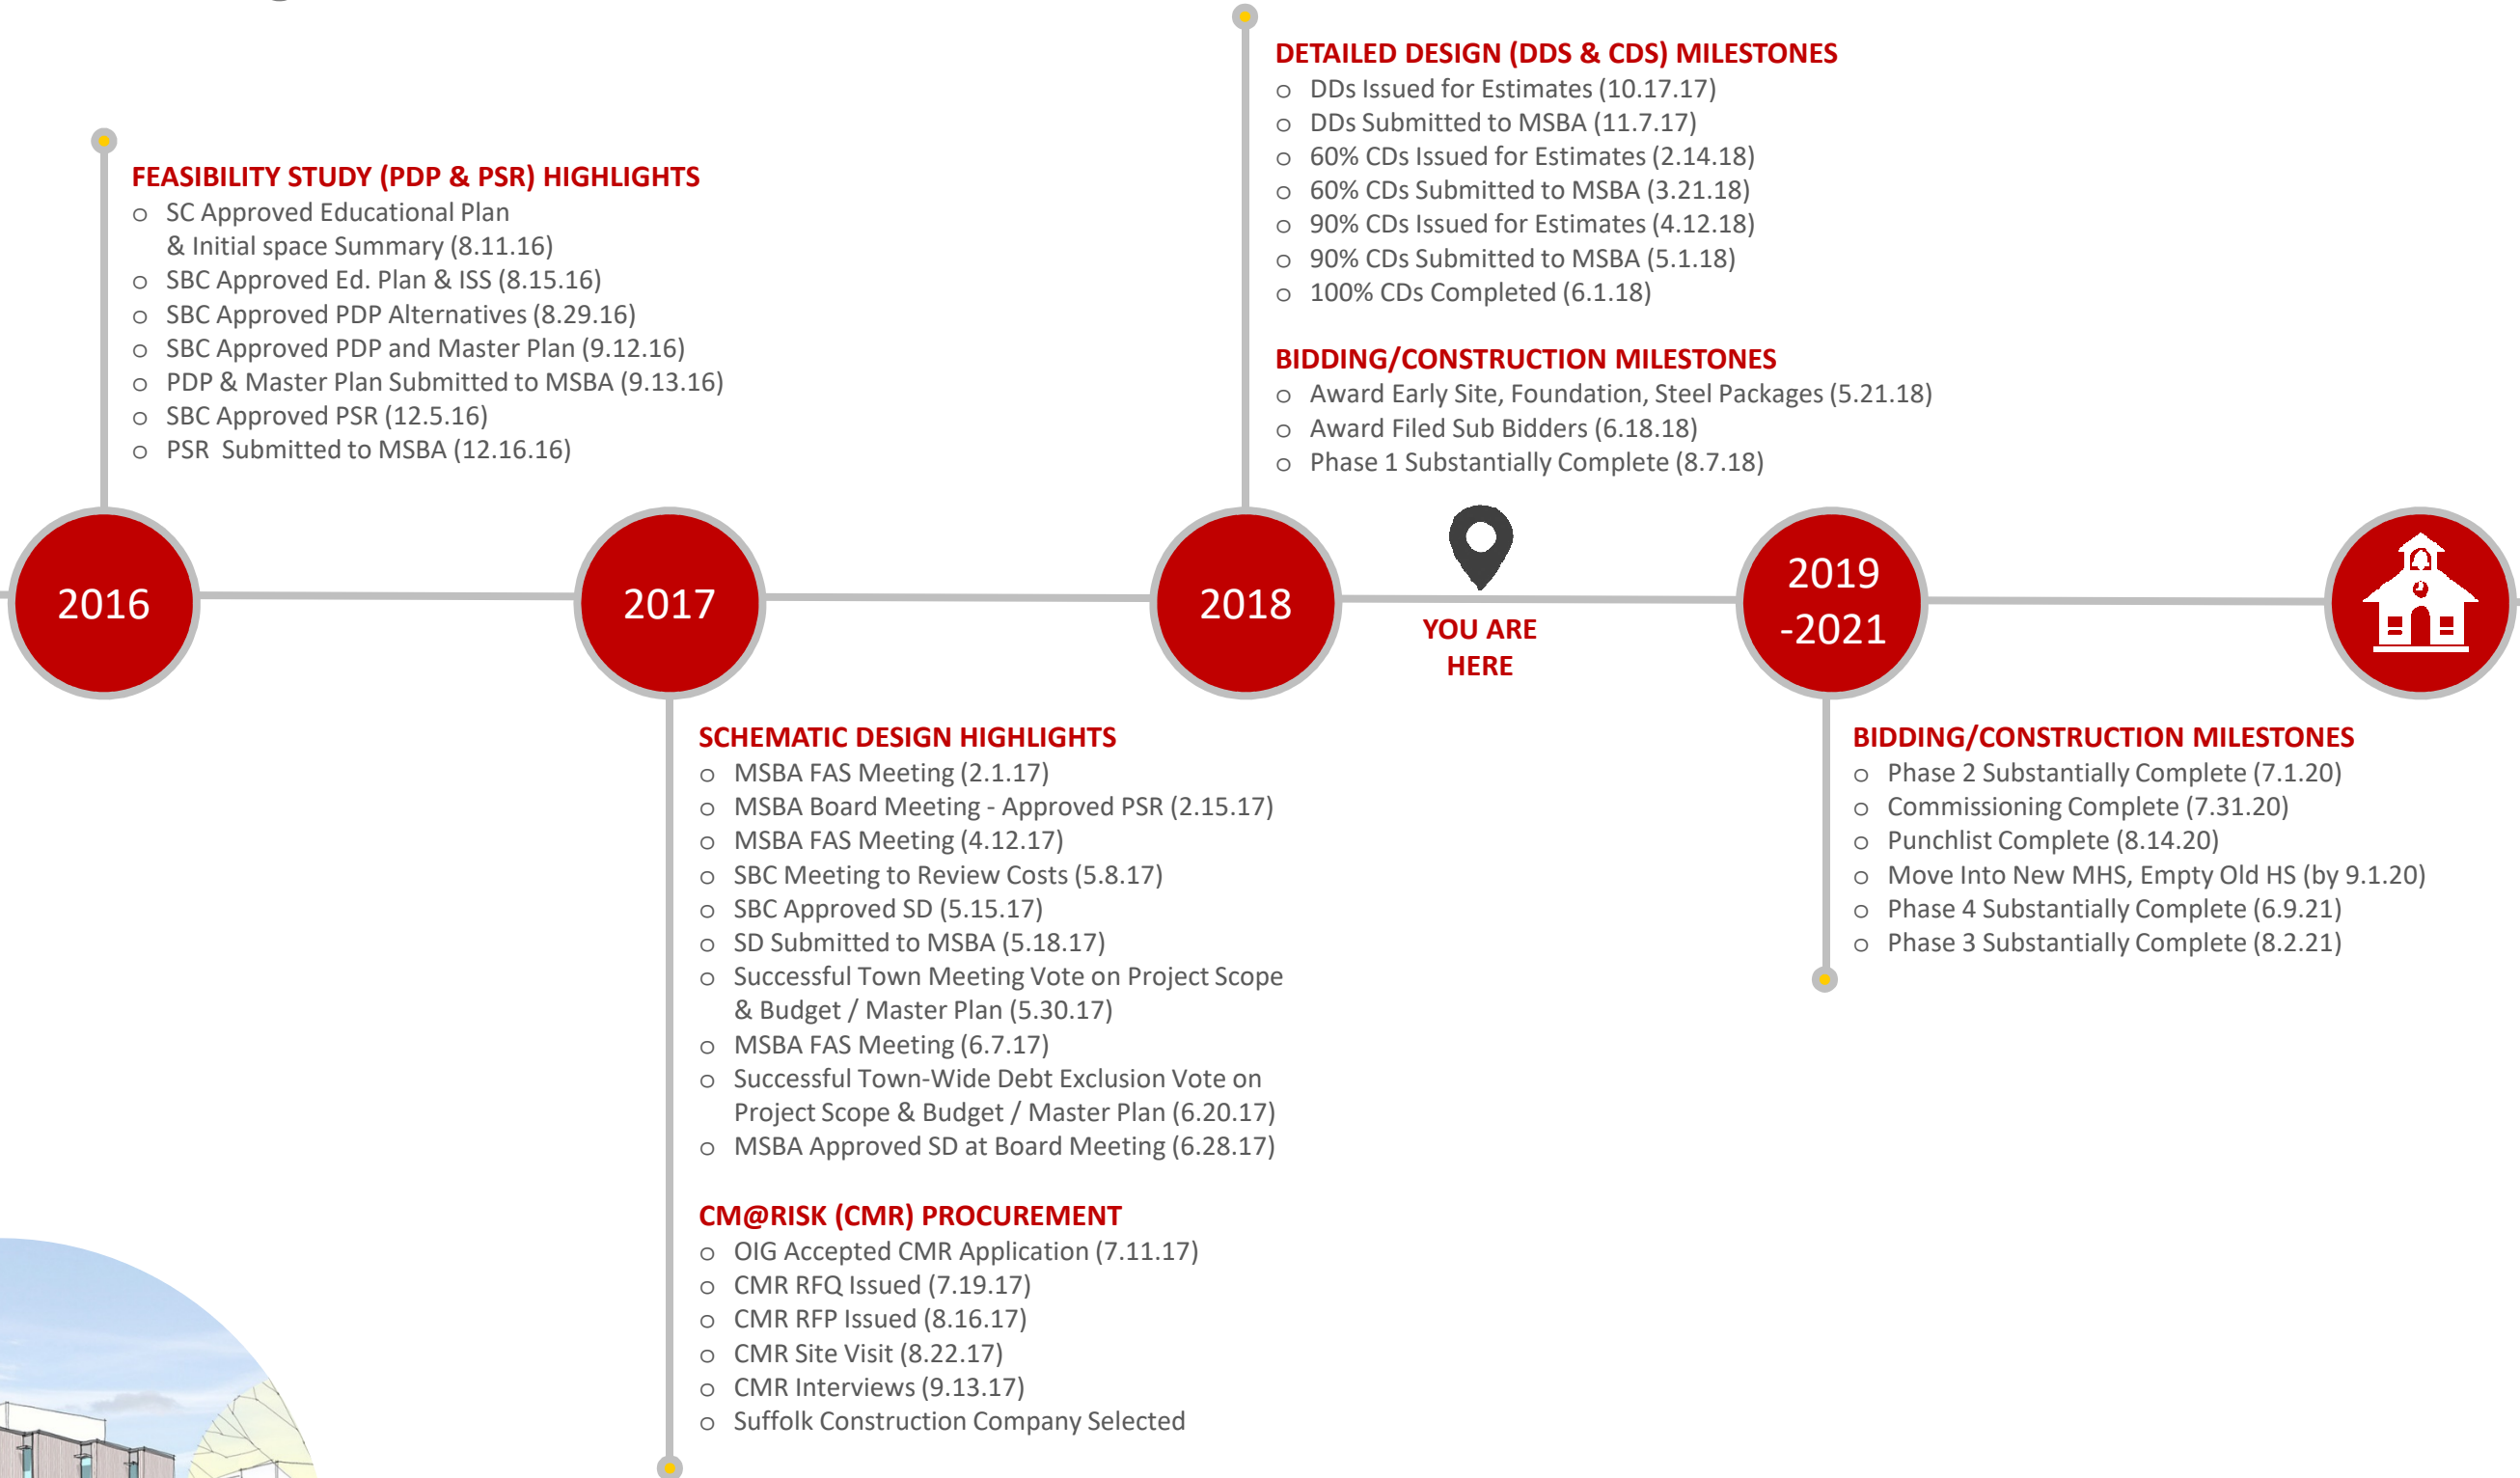 FEASIBILITY STUDY (PDP & PSR) HIGHLIGHTS
o SC Approved Educational Plan
& Initial space Summary (8.11.16)
o SBC Approved Ed. Plan & ISS (8.15.16)
o SBC Approved PDP Alternatives (8.29.16)
o SBC Approved PDP and Master Plan (9.12.16)
o PDP & Master Plan Submitted to MSBA (9.13.16)
o SBC Approved PSR (12.5.16)
o PSR Submitted to MSBA (12.16.16)
DETAILED DESIGN (DDS & CDS) MILESTONES
o DDs Issued for Estimates (10.17.17)
o DDs Submitted to MSBA (11.7.17)
o 60% CDs Issued for Estimates (2.14.18)
o 60% CDs Submitted to MSBA (3.21.18)
o 90% CDs Issued for Estimates (4.12.18)
o 90% CDs Submitted to MSBA (5.1.18)
o 100% CDs Completed (6.1.18)
BIDDING/CONSTRUCTION MILESTONES
o Award Early Site, Foundation, Steel Packages (5.21.18)
o Award Filed Sub Bidders (6.18.18)
o Phase 1 Substantially Complete (8.7.18)
2016
2017
2018
YOU ARE
HERE
2019
-2021
SCHEMATIC DESIGN HIGHLIGHTS
o MSBA FAS Meeting (2.1.17)
o MSBA Board Meeting - Approved PSR (2.15.17)
o MSBA FAS Meeting (4.12.17)
o SBC Meeting to Review Costs (5.8.17)
o SBC Approved SD (5.15.17)
o SD Submitted to MSBA (5.18.17)
o Successful Town Meeting Vote on Project Scope
& Budget / Master Plan (5.30.17)
o MSBA FAS Meeting (6.7.17)
o Successful Town-Wide Debt Exclusion Vote on
Project Scope & Budget / Master Plan (6.20.17)
o MSBA Approved SD at Board Meeting (6.28.17)
CM@RISK (CMR) PROCUREMENT
o OIG Accepted CMR Application (7.11.17)
o CMR RFQ Issued (7.19.17)
o CMR RFP Issued (8.16.17)
o CMR Site Visit (8.22.17)
o CMR Interviews (9.13.17)
o Suffolk Construction Company Selected
BIDDING/CONSTRUCTION MILESTONES
o Phase 2 Substantially Complete (7.1.20)
o Commissioning Complete (7.31.20)
o Punchlist Complete (8.14.20)
o Move Into New MHS, Empty Old HS (by 9.1.20)
o Phase 4 Substantially Complete (6.9.21)
o Phase 3 Substantially Complete (8.2.21)